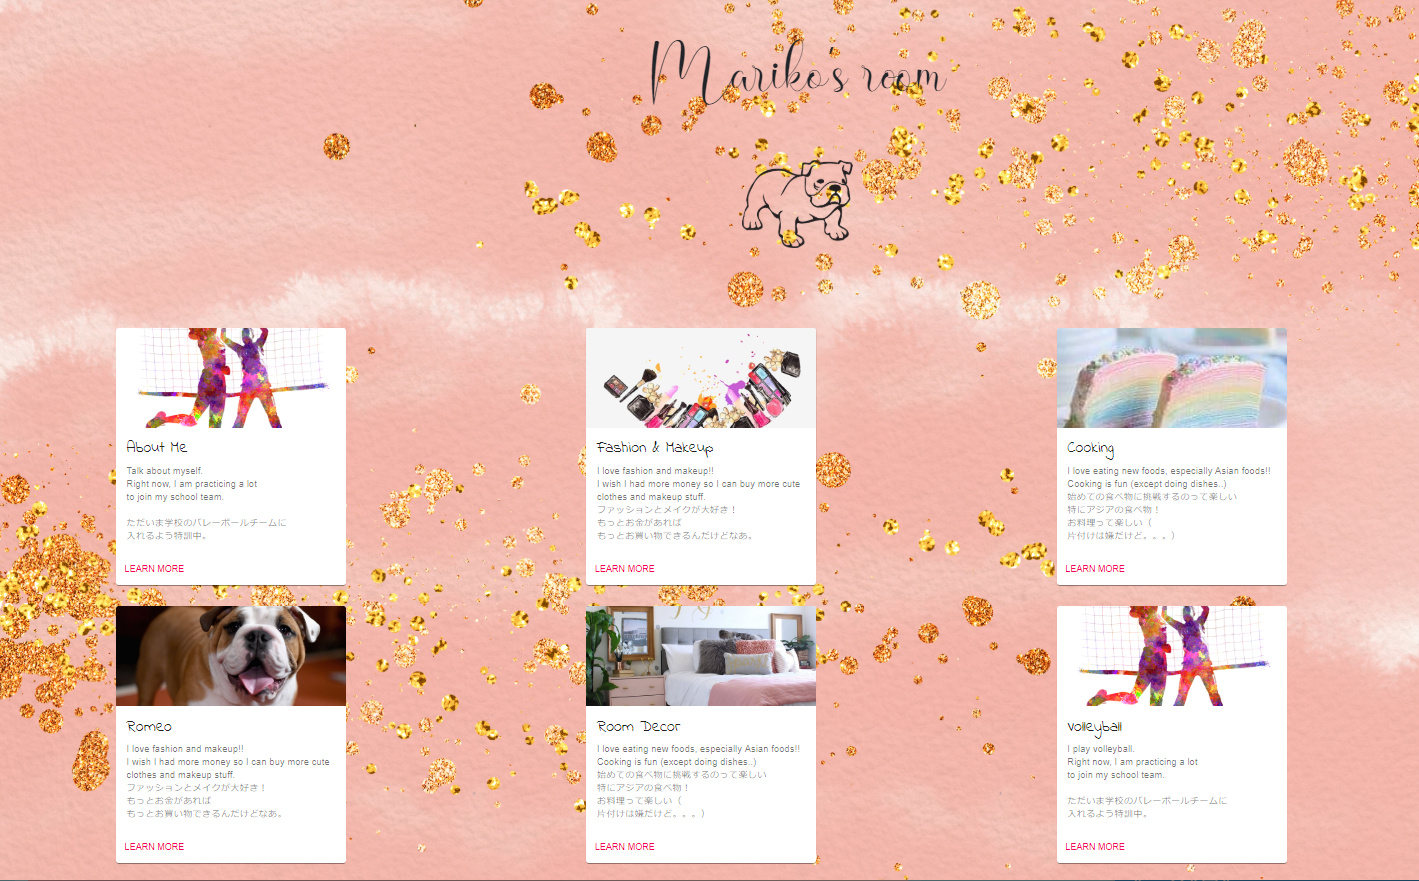 Mariko's room
About Me
Talk about myself.
Right now, I am practicing a lot
to join my school team.
ただいま学校のバレーボールチームに
入れるよう特訓中。
LEARN MORE
Fashion & Makeup
I love fashion and makeup!!
I wish I had more money so I can buy more cute
clothes and makeup stuff.
ファッションとメイクが大好き！
もっとお金があれば
もっとお買い物できるんだけどなあ。
LEARN MORE
Cooking
I love eating new foods, especially Asian foods!!
Cooking is fun (except doing dishes..)
始めての食べ物に挑戦するのって楽しい
特にアジアの食べ物！
お料理って楽しい（
片付けは嫌だけど。。。）
LEARN MORE
Romeo
I love fashion and makeup!!
I wish I had more money so I can buy more cute
clothes and makeup stuff.
ファッションとメイクが大好き！
もっとお金があれば
もっとお買い物できるんだけどなあ。
LEARN MORE
Room Decor
I love eating new foods, especially Asian foods!!
Cooking is fun (except doing dishes..)
始めての食べ物に挑戦するのって楽しい
特にアジアの食べ物！
お料理って楽しい（
片付けは嫌だけど。。。）
LEARN MORE
Volleyball
I play volleyball.
Right now, I am practicing a lot
to join my school team.
ただいま学校のバレーボールチームに
入れるよう特訓中。
LEARN MORE